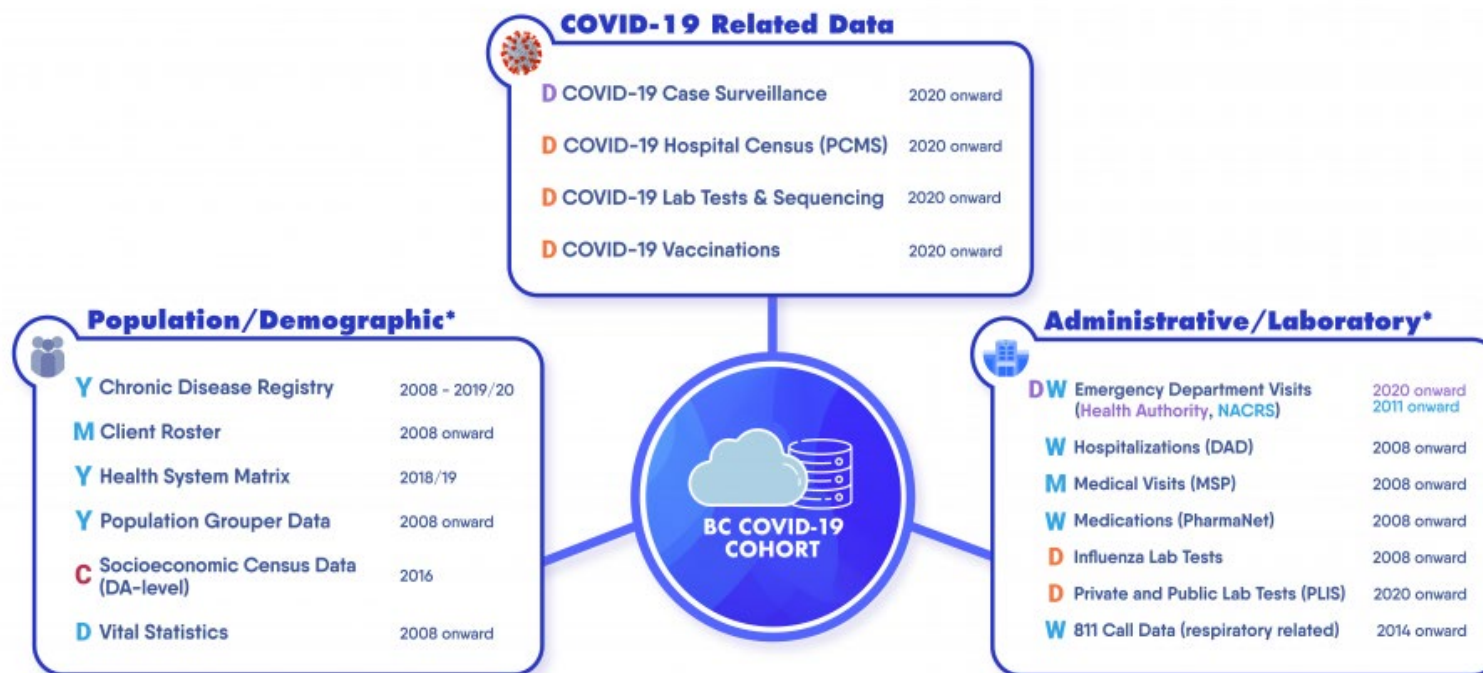 COVID-19 Related Data
D COVID-19 Case Surveillance 2020 onward
D COVID-19 Hospital Census (PCMS) 2020 onward
D COVID-19 Lab Tests & Sequencing 2020 onward
D COVID-19 Vaccinations 2020 onward
Population/Demographic*
Y Chronic Disease Registry 2008 - 2019/20
M Client Roster 2008 onward
Y Health System Matrix 2018/19
Y Population Grouper Data 2008 onward
C Socioeconomic Census Data 2016
(DA-level)
D Vital Statistics 2008 onward
BC COVID-19
COHORT
Administrative/Laboratory*
DW Emergency Department Visits 2020 onward
(Health Authority, NACRS) 2011 onward
W Hospitalizations (DAD) 2008 onward
M Medical Visits (MSP) 2008 onward
W Medications (PharmaNet) 2008 onward
D Influenza Lab Tests 2008 onward
D Private and Public Lab Tests (PLIS) 2020 onward
W 811 Call Data (respiratory related) 2014 onward